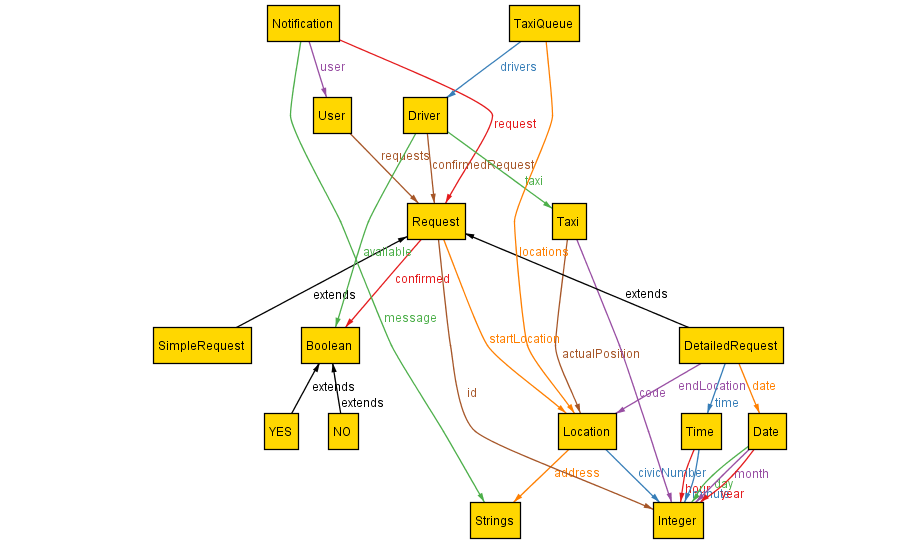 Notification
TaxiQueue
user
drivers
User
Driver
request
requests
confirmedRequest
taxi
Request
Taxi
available
locations
confirmed
extends
extends
message
SimpleRequest
Boolean
startLocation
DetailedRequest
actualPosition
extends
id
code
endLocation
date
extends
time
YES
NO
Location
Time
Date
address
civicNumber
month
day
hour
year
Strings
Integer